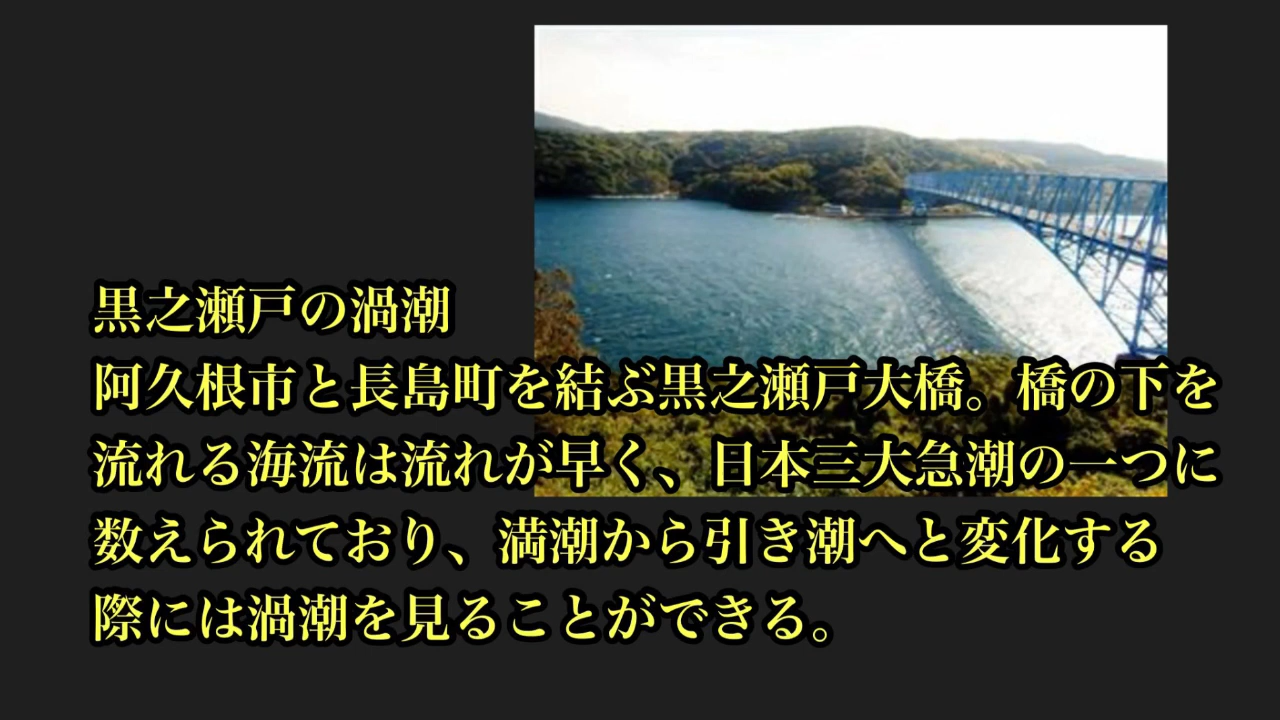 黒之瀬戸の渦潮
阿久根市と長島町を結ぶ黒之瀬戸大橋。橋の下を
流れる海流は流れが早く、日本三大急潮の一つに
数えられており、満潮から引き潮へと変化する
際には渦潮を見ることができる。